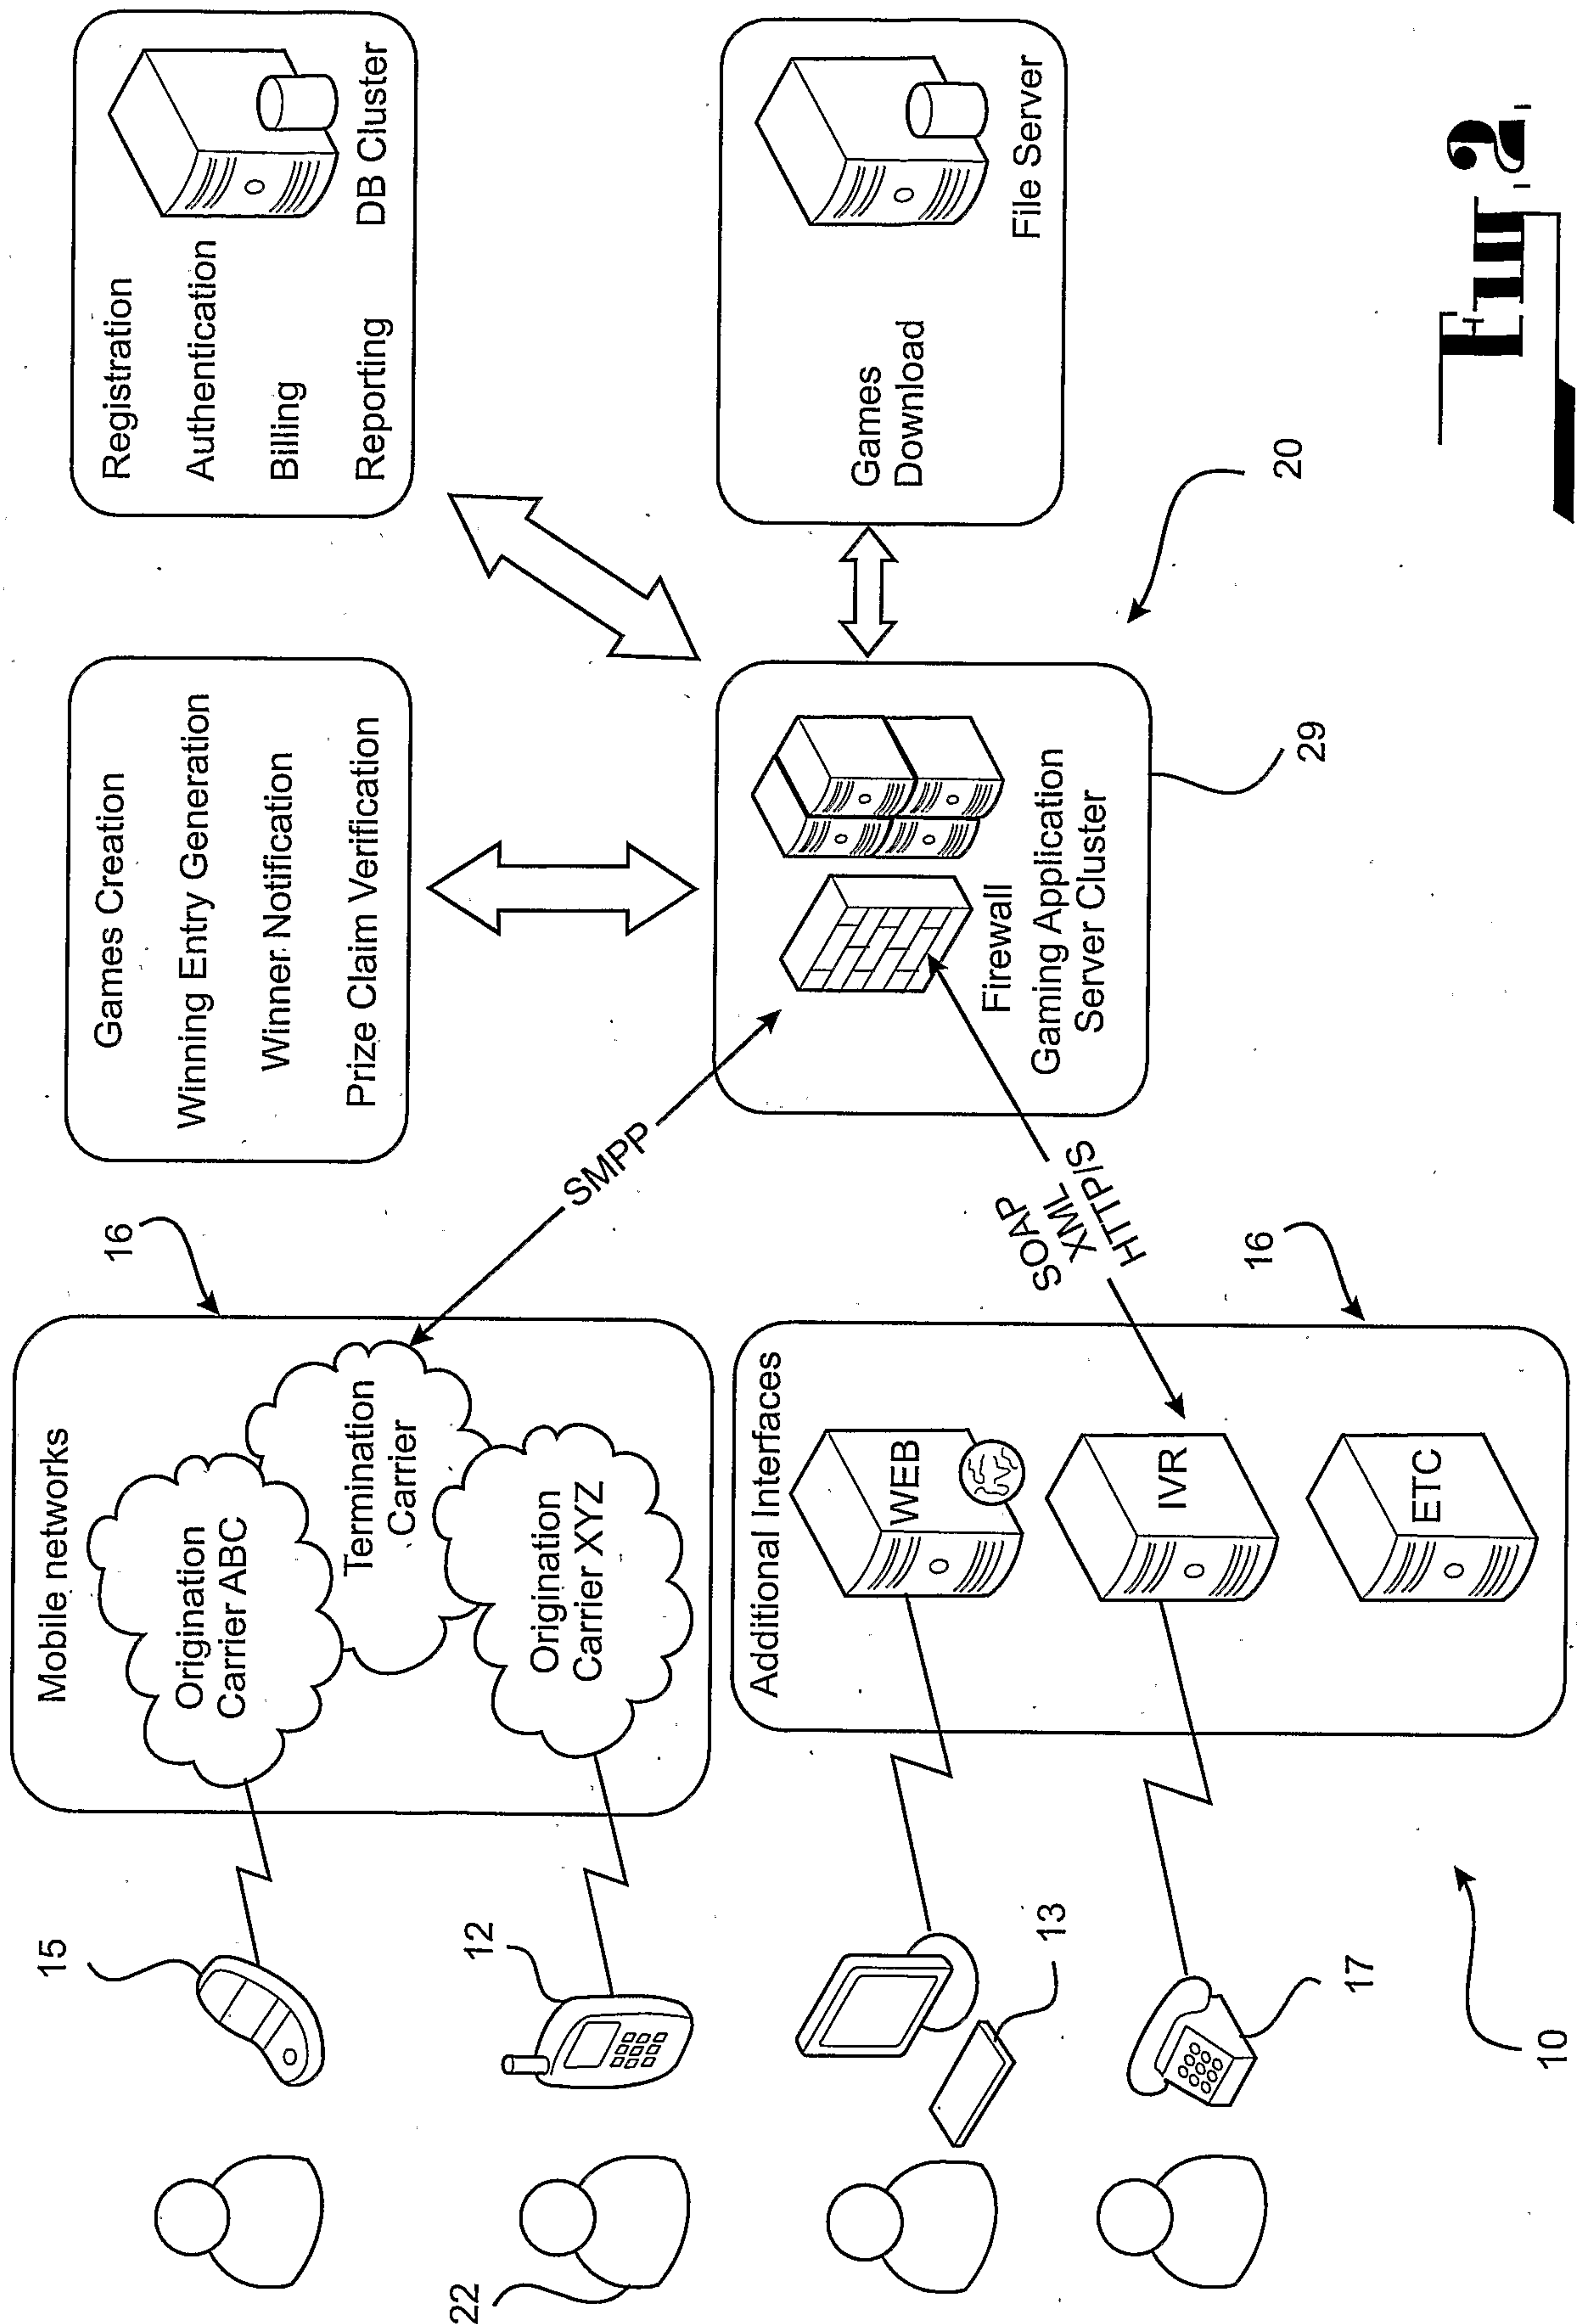 16
Mobile networks
Origination
Carrier ABC
Termination
Carrier
Origination
Carrier XYZ
15
12
22
Additional Interfaces
WEB
IVR
ETC
16
13
17
10
SMPP
SOAP
XML
HTTP/S
Games Creation
Winning Entry Generation
Winner Notification
Prize Claim Verification
Firewall
Gaming Application
Server Cluster
29
20
Registration
Authentication
Billing
Reporting
DB Cluster
Games
Download
File Server
Fig. 2